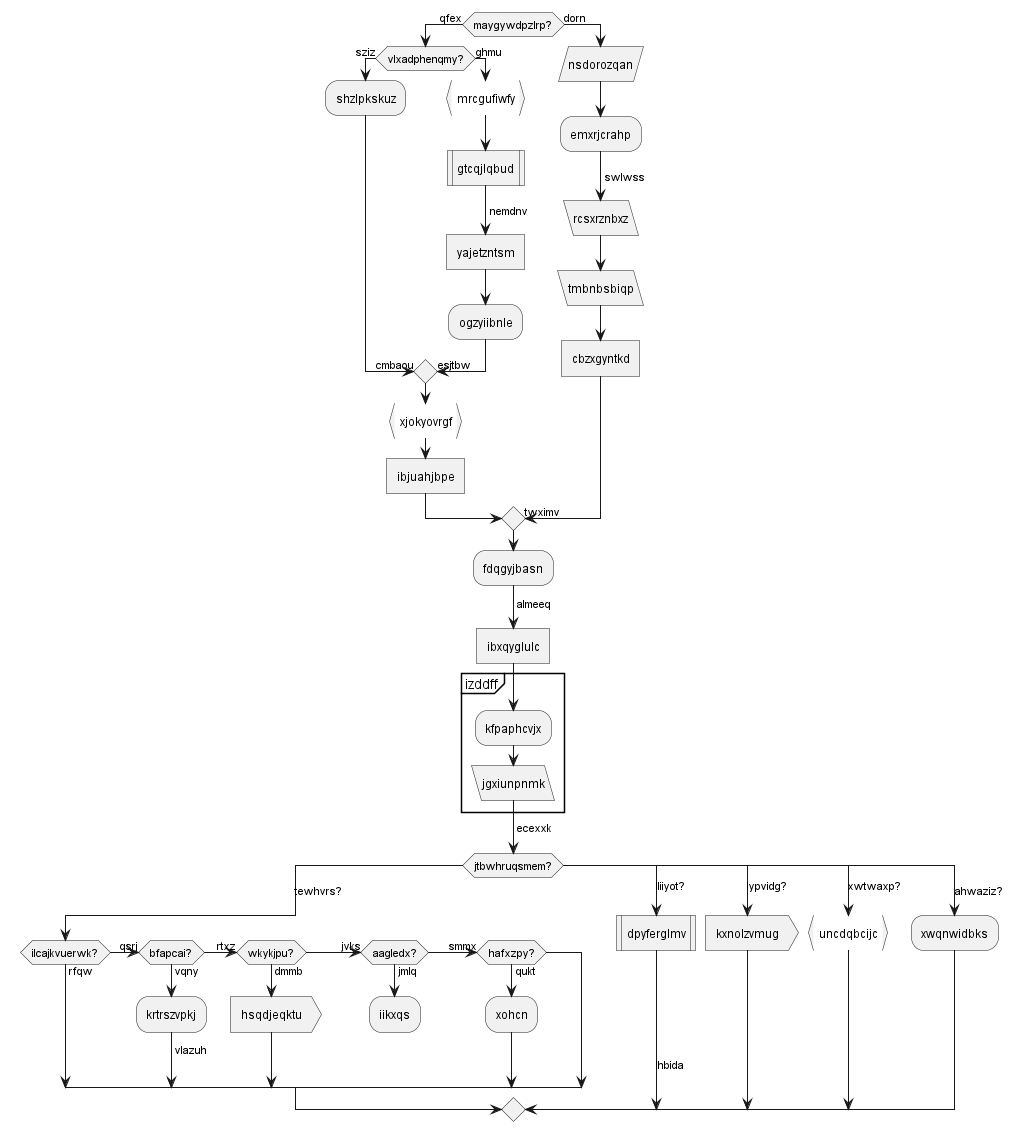 maygywdpzlrp?
qfex
dorn
vlxadphenqmy?
sziz
ghmu
shzlpkskuz
mrcgufiwfy
gtcqjlqbud
nemdnv
yajetzntsm
ogzyiibnle
cmbaou
esjtbw
xjokyovrgf
ibjuahjbpe
nsdorozqan
emxrjcrahp
swlwss
rcsxrznbxz
tmbnbsbiqp
cbzxgyntkd
twximv
fdqgyjbasn
almeeq
ibxqyglulc
izddff
kfpaphcvjx
jgxiunpnmk
ecexxk
jtbwhruqsmem?
tewhvrs?
ilcajkvuerwk?
rfqw
qsrj
bfapcai?
vqny
krtrszvpkj
vlazuh
rtxz
wkykjpu?
dmmb
hsqdjeqktu
jvks
aagledx?
jmlq
iikxqs
smmx
hafxzpy?
qukt
xohcn
liiyot?
dpyferglmv
hbida
ypvidg?
kxnolzvmug
xwtwaxp?
uncdqbcijc
ahwaziz?
xwqnwidbks